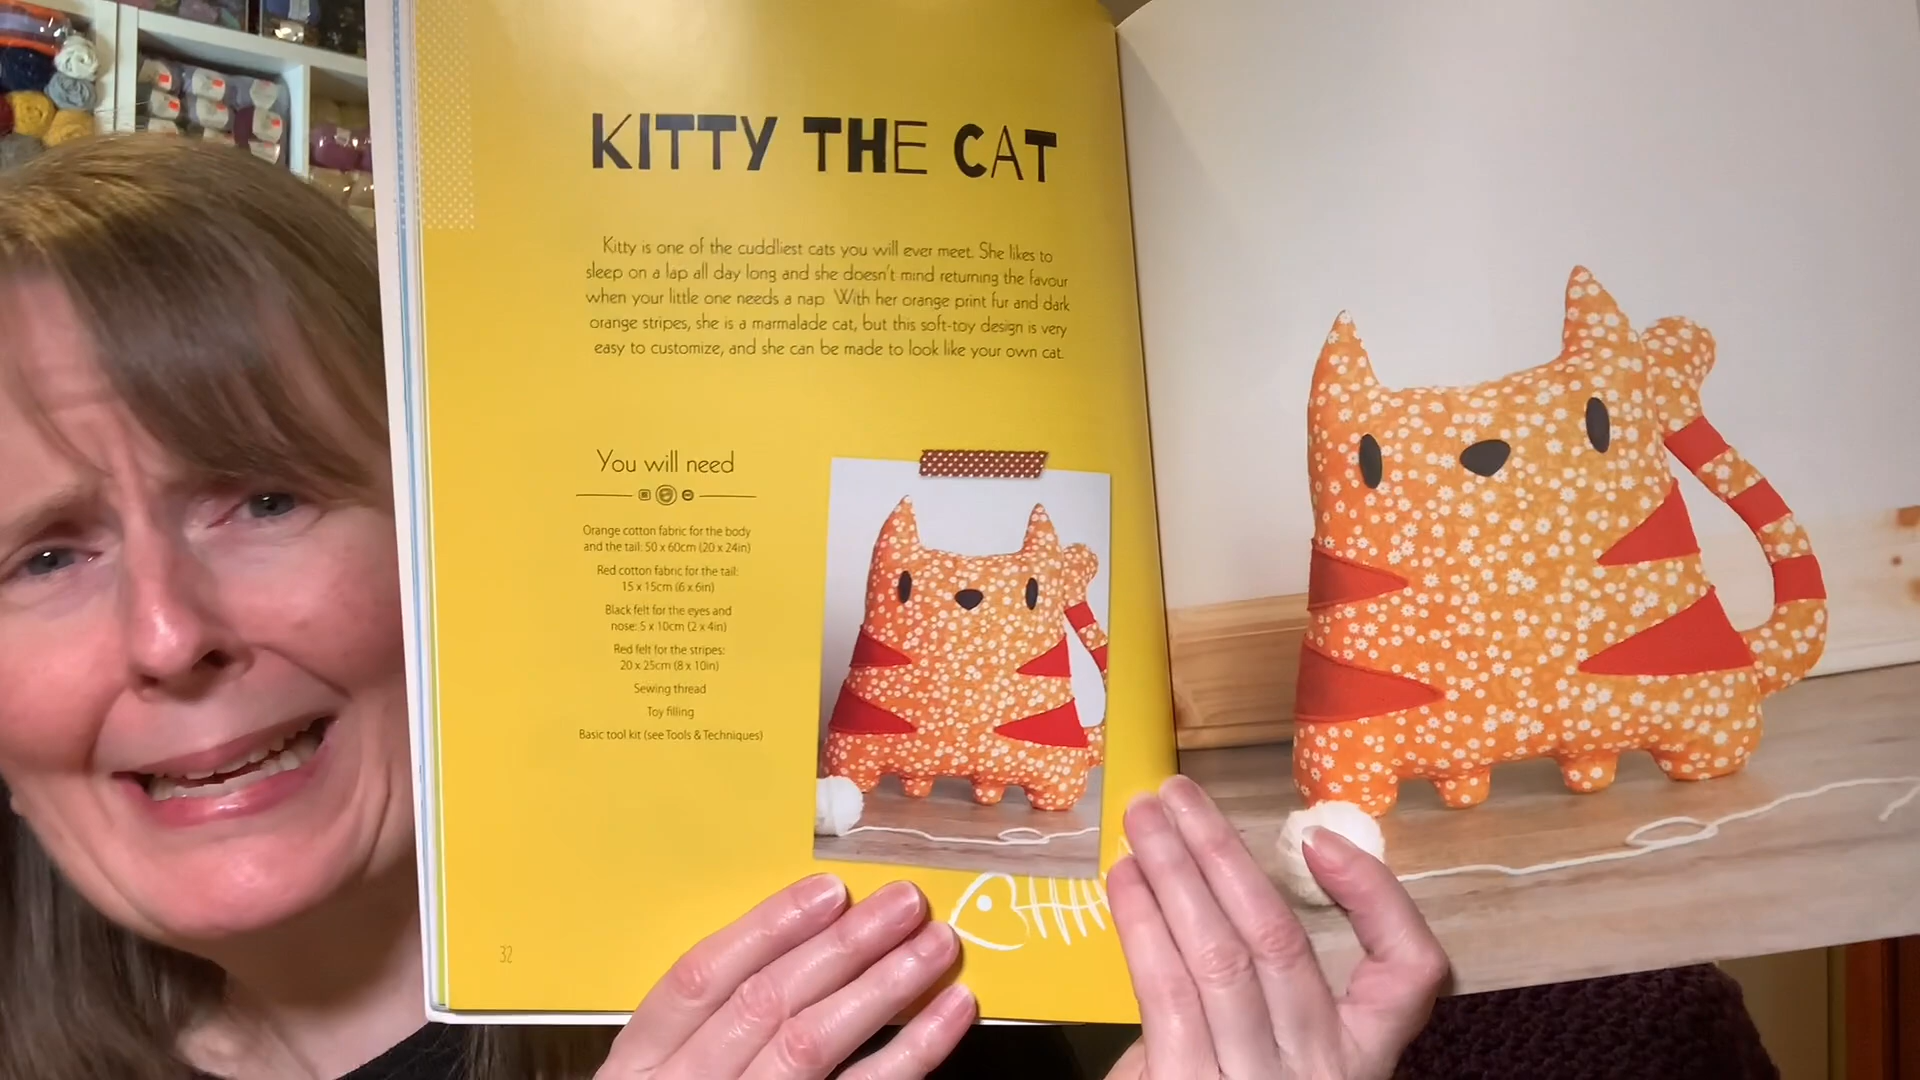 KITTY THE CAT
Kitty is one of the cuddliest cats you will ever meet. She likes to
sleep on a lap all day long and she doesn't mind returning the favour
when your little one needs a nap. With her orange print fur and dark
orange stripes, she is a marmalade cat, but this soft-toy design is very
easy to customize, and she can be made to look like your own cat.
You will need
Orange cotton fabric for the body
and the tail: 50 x 60cm (20 x 24in)
Red cotton fabric for the tail:
15 x 15cm (6 x 6in)
Black felt for the eyes and
nose: 5 x 10cm (2 x 4in)
Red felt for the stripes:
20 x 25cm (8 x 10in)
Sewing thread
Toy filling
Basic tool kit (see Tools & Techniques)
32